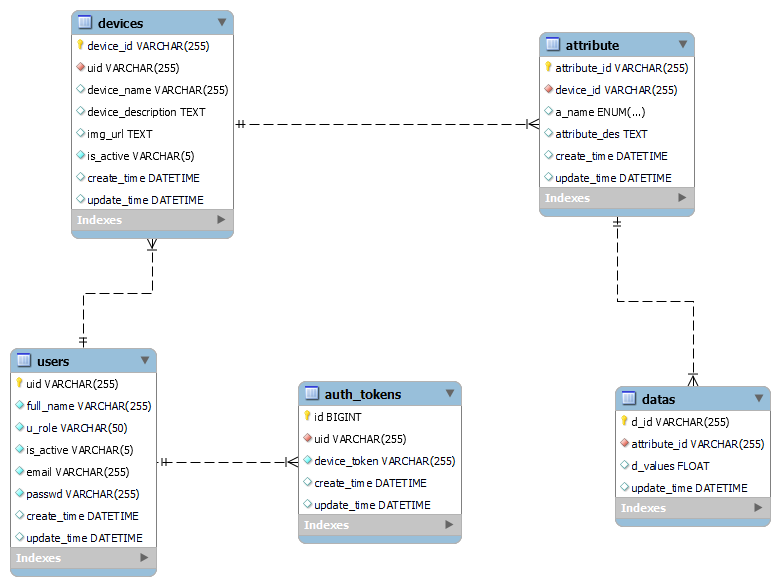 devices
device_id VARCHAR(255)
uid VARCHAR(255)
device_name VARCHAR(255)
device_description TEXT
img_url TEXT
is_active VARCHAR(5)
create_time DATETIME
update_time DATETIME
Indexes
attribute
attribute_id VARCHAR(255)
device_id VARCHAR(255)
a_name ENUM(...)
attribute_des TEXT
create_time DATETIME
update_time DATETIME
Indexes
users
uid VARCHAR(255)
full_name VARCHAR(255)
u_role VARCHAR(50)
is_active VARCHAR(5)
email VARCHAR(255)
passwd VARCHAR(255)
create_time DATETIME
update_time DATETIME
Indexes
auth_tokens
id BIGINT
uid VARCHAR(255)
device_token VARCHAR(255)
create_time DATETIME
update_time DATETIME
Indexes
datas
d_id VARCHAR(255)
attribute_id VARCHAR(255)
d_values FLOAT
update_time DATETIME
Indexes